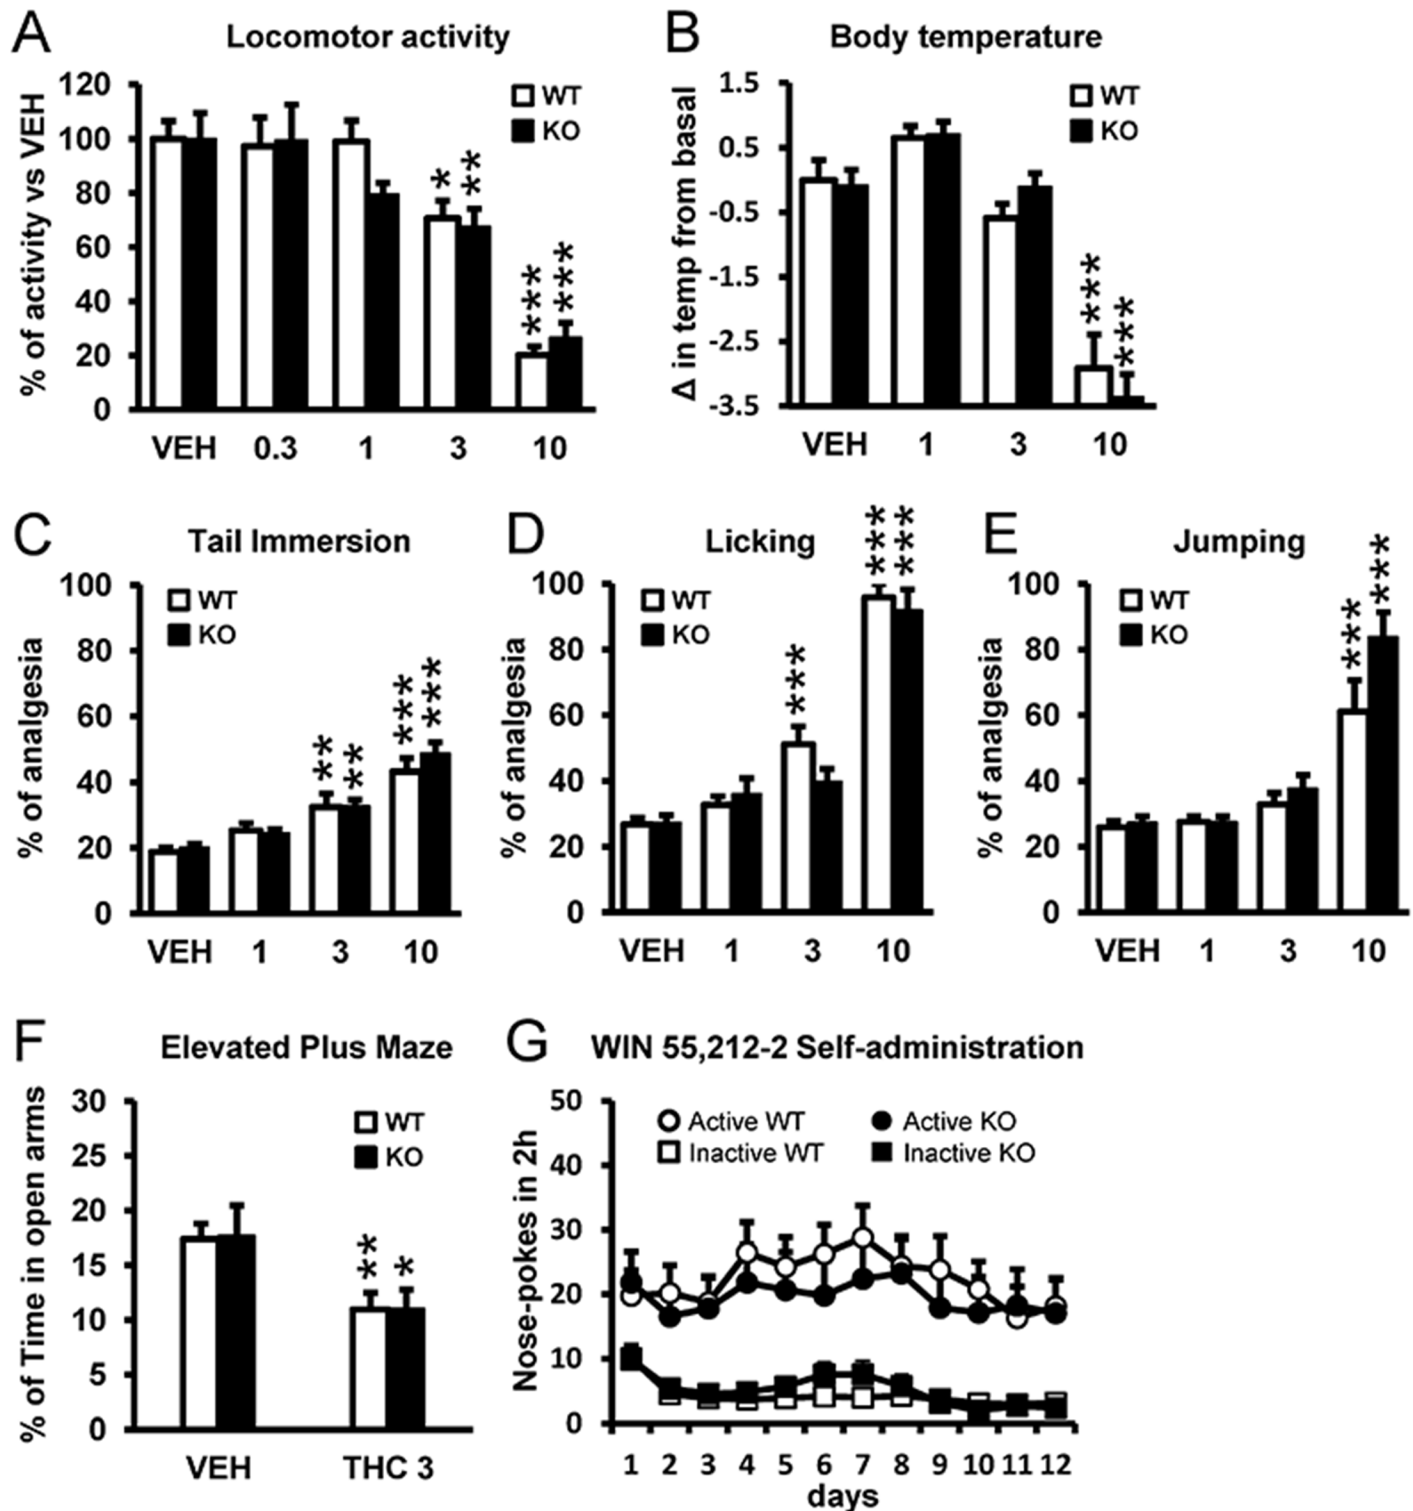 A
Locomotor activity
% of activity vs VEH
120
100
80
60
40
20
0
WT
KO
*
**
***
***
VEH 0.3 1 3 10
B
Body temperature
Δ in temp from basal
1.5
0.5
-0.5
-1.5
-2.5
-3.5
WT
KO
***
***
VEH 1 3 10
C
Tail Immersion
% of analgesia
100
80
60
40
20
0
WT
KO
**
**
***
***
VEH 1 3 10
D
Licking
% of analgesia
100
80
60
40
20
0
WT
KO
***
***
***
VEH 1 3 10
E
Jumping
% of analgesia
100
80
60
40
20
0
WT
KO
***
***
VEH 1 3 10
F
Elevated Plus Maze
% of Time in open arms
30
25
20
15
10
5
0
WT
KO
**
*
VEH THC 3
G
WIN 55,212-2 Self-administration
Nose-pokes in 2h
50
40
30
20
10
0
Active WT Active KO
Inactive WT Inactive KO
1 2 3 4 5 6 7 8 9 10 11 12
days